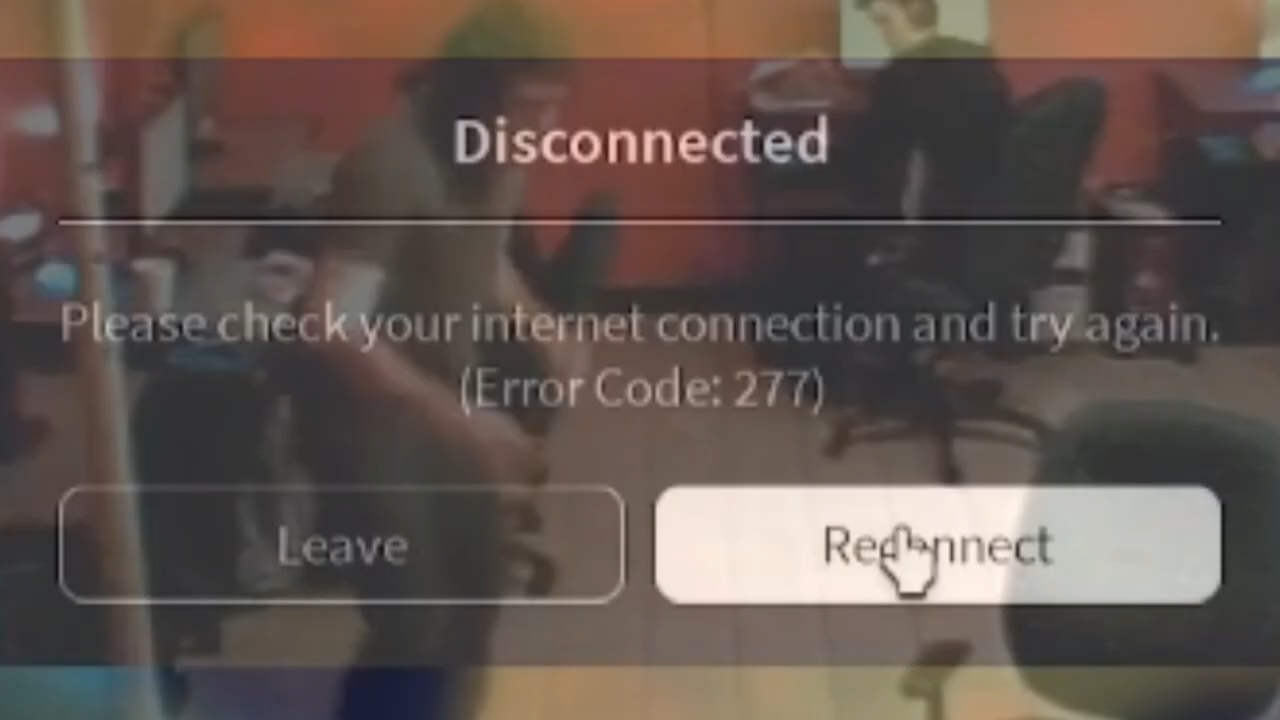 Disconnected
Please check your internet connection and try again.
(Error Code: 277)
Leave
Reconnect